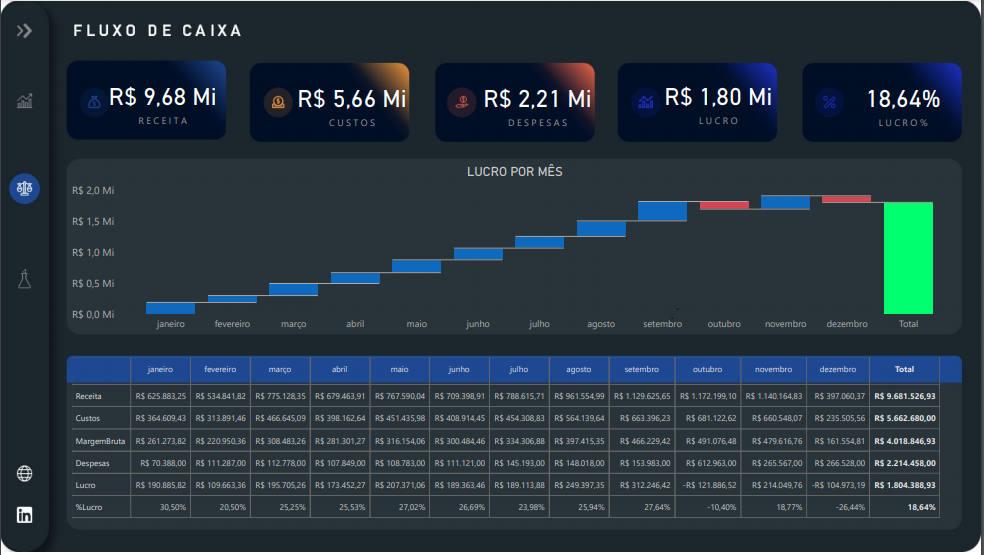 FLUXO DE CAIXA
R$ 9,68 Mi
RECEITA
R$ 5,66 Mi
CUSTOS
R$ 2,21 Mi
DESPESAS
R$ 1,80 Mi
LUCRO
18,64%
LUCRO%
LUCRO POR MÊS
R$ 2,0 Mi
R$ 1,5 Mi
R$ 1,0 Mi
R$ 0,5 Mi
R$ 0,0 Mi
janeiro fevereiro março abril maio junho julho agosto setembro outubro novembro dezembro Total
janeiro fevereiro março abril maio junho julho agosto setembro outubro novembro dezembro Total
Receita R$ 625.883,25 R$ 534.841,82 R$ 775.128,35 R$ 679.463,91 R$ 767.590,04 R$ 709.398,91 R$ 788.615,71 R$ 961.554,99 R$ 1.129.625,65 R$ 1.172.199,10 R$ 1.140.164,83 R$ 397.060,37 R$ 9.681.526,93
Custos R$ 364.609,43 R$ 313.891,46 R$ 466.645,09 R$ 398.162,64 R$ 451.435,98 R$ 408.914,45 R$ 454.308,83 R$ 564.139,64 R$ 663.396,23 R$ 681.122,62 R$ 660.548,07 R$ 235.505,56 R$ 5.662.680,00
MargemBruta R$ 261.273,82 R$ 220.950,36 R$ 308.483,26 R$ 281.301,27 R$ 316.154,06 R$ 300.484,46 R$ 334.306,88 R$ 397.415,35 R$ 466.229,42 R$ 491.076,48 R$ 479.616,76 R$ 161.554,81 R$ 4.018.846,93
Despesas R$ 70.388,00 R$ 111.287,00 R$ 112.778,00 R$ 107.849,00 R$ 108.783,00 R$ 111.121,00 R$ 145.193,00 R$ 148.018,00 R$ 153.983,00 R$ 612.963,00 R$ 265.567,00 R$ 266.528,00 R$ 2.214.458,00
Lucro R$ 190.885,82 R$ 109.663,36 R$ 195.705,26 R$ 173.452,27 R$ 207.371,06 R$ 189.363,46 R$ 189.113,88 R$ 249.397,35 R$ 312.246,42 -R$ 121.886,52 R$ 214.049,76 -R$ 104.973,19 R$ 1.804.388,93
%Lucro 30,50% 20,50% 25,25% 25,53% 27,02% 26,69% 23,98% 25,94% 27,64% -10,40% 18,77% -26,44% 18,64%
in